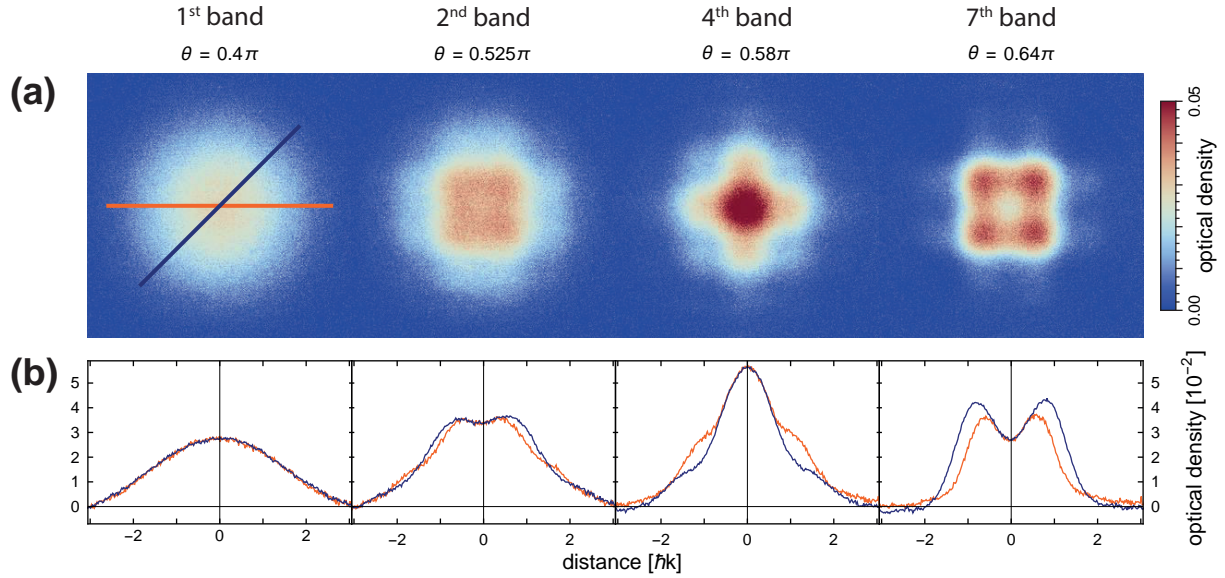 1st band 2nd band 4th band 7th band
θ = 0.4π θ = 0.525π θ = 0.58π θ = 0.64π
(a)
0.05
optical density
0.00
(b)
5
4
3
2
1
0
5
4
3
2
1
0
optical density [10-2]
−2 0 2 −2 0 2 −2 0 2 −2 0 2
distance [ħk]